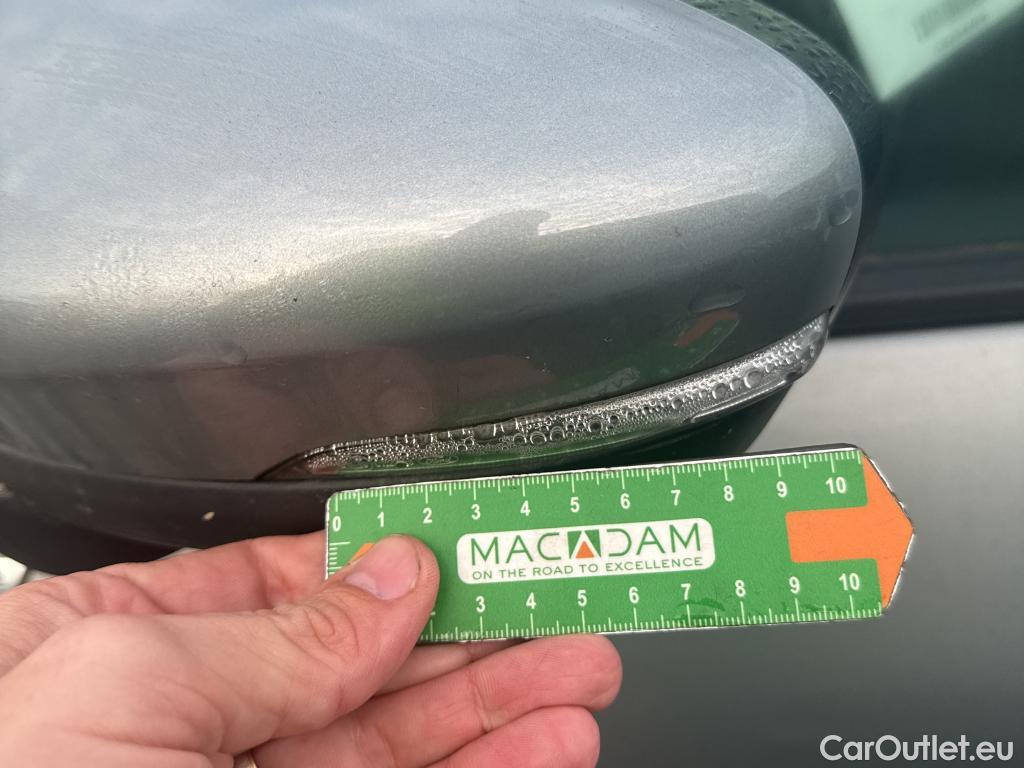 0 1 2 3 4 5 6 7 8 9 10
MACADAM
ON THE ROAD TO EXCELLENCE
2 3 4 5 6 7 8 9 10
CarOutlet.eu